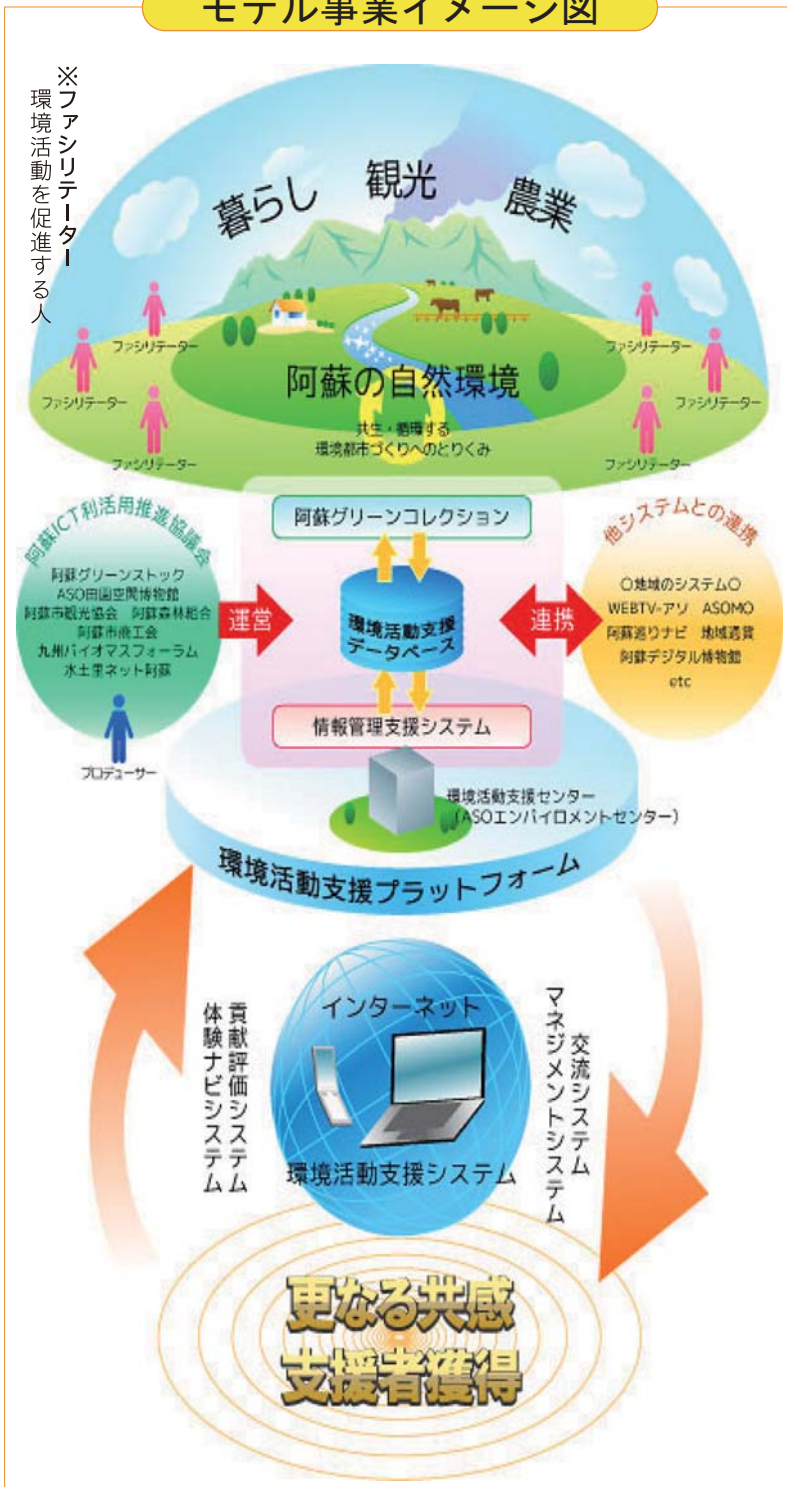 モデル事業イメージ図
※ファシリテーター
環境活動を促進する人
暮らし 観光 農業
ファシリテーター
ファシリテーター
ファシリテーター
ファシリテーター
ファシリテーター
ファシリテーター
阿蘇の自然環境
共生・循環する
環境都市づくりへのとりくみ
阿蘇ICT利活用推進協議会
阿蘇グリーンストック
ASO田園空間博物館
阿蘇市観光協会 阿蘇森林組合
阿蘇市商工会
九州バイオマスフォーラム
水土里ネット阿蘇
プロデューサー
運営
阿蘇グリーンコレクション
環境活動支援
データベース
情報管理支援システム
連携
他システムとの連携
○地域のシステム○
WEBTV-アソ ASOMO
阿蘇巡りナビ 地域通貨
阿蘇デジタル博物館
etc
環境活動支援センター
(ASOエンバイロメントセンター)
環境活動支援プラットフォーム
貢献評価システム
体験ナビシステム
インターネット
環境活動支援システム
交流システム
マネジメントシステム
更なる共感
支援者獲得